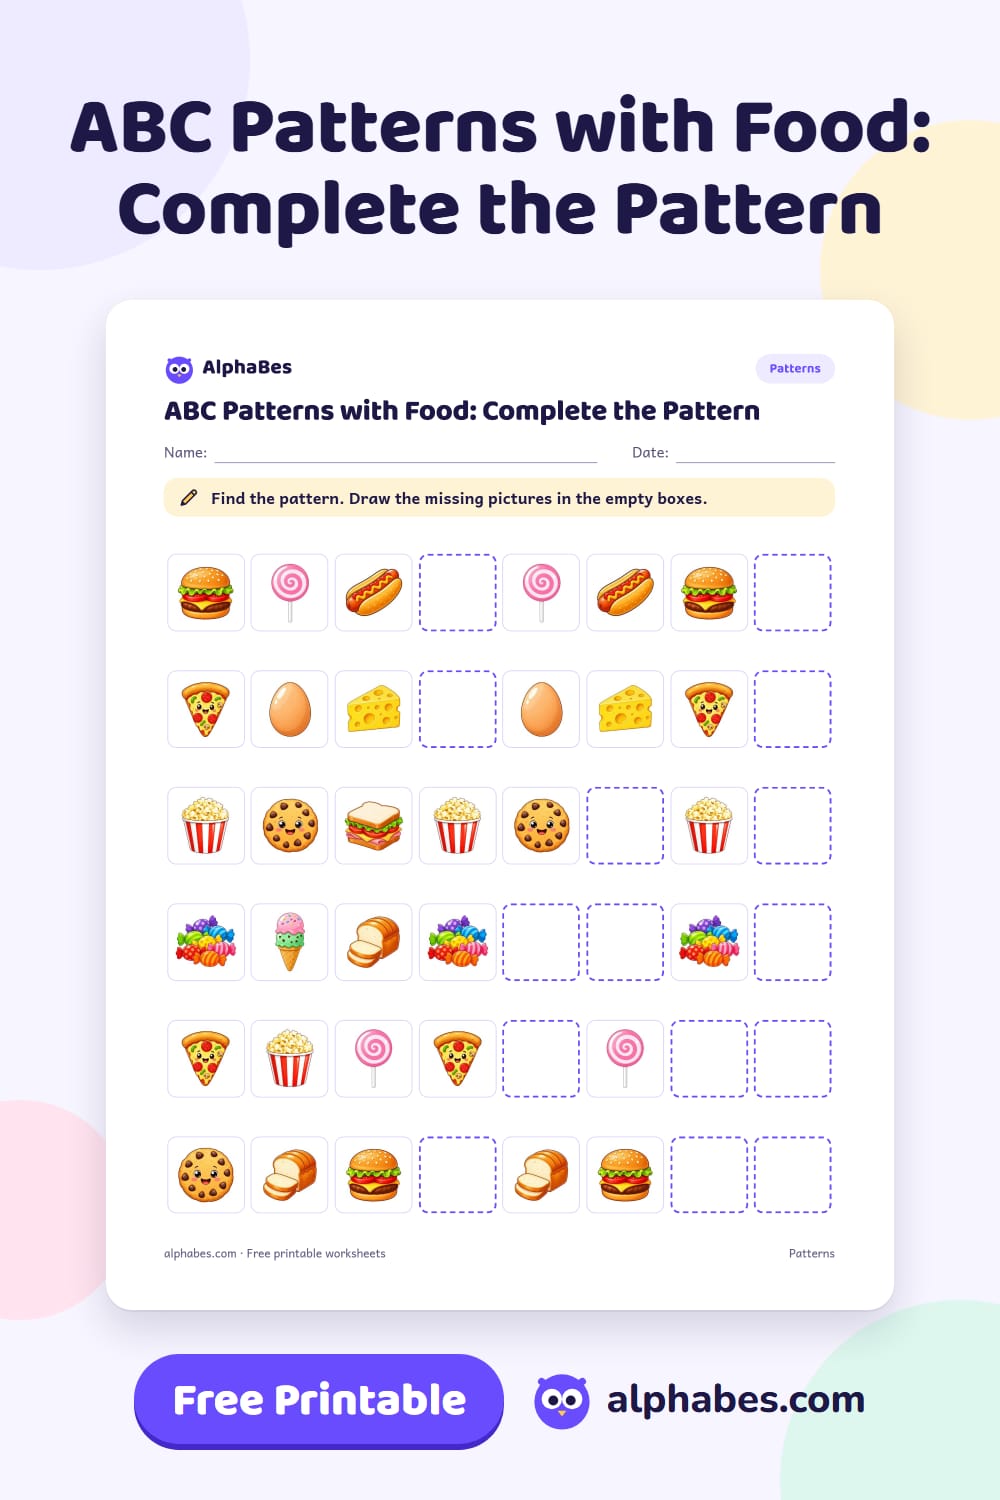 ABC Patterns with Food:
Complete the Pattern
AlphaBes
Patterns
ABC Patterns with Food: Complete the Pattern
Name:
Date:
Find the pattern. Draw the missing pictures in the empty boxes.
alphabes.com · Free printable worksheets
Patterns
Free Printable
alphabes.com